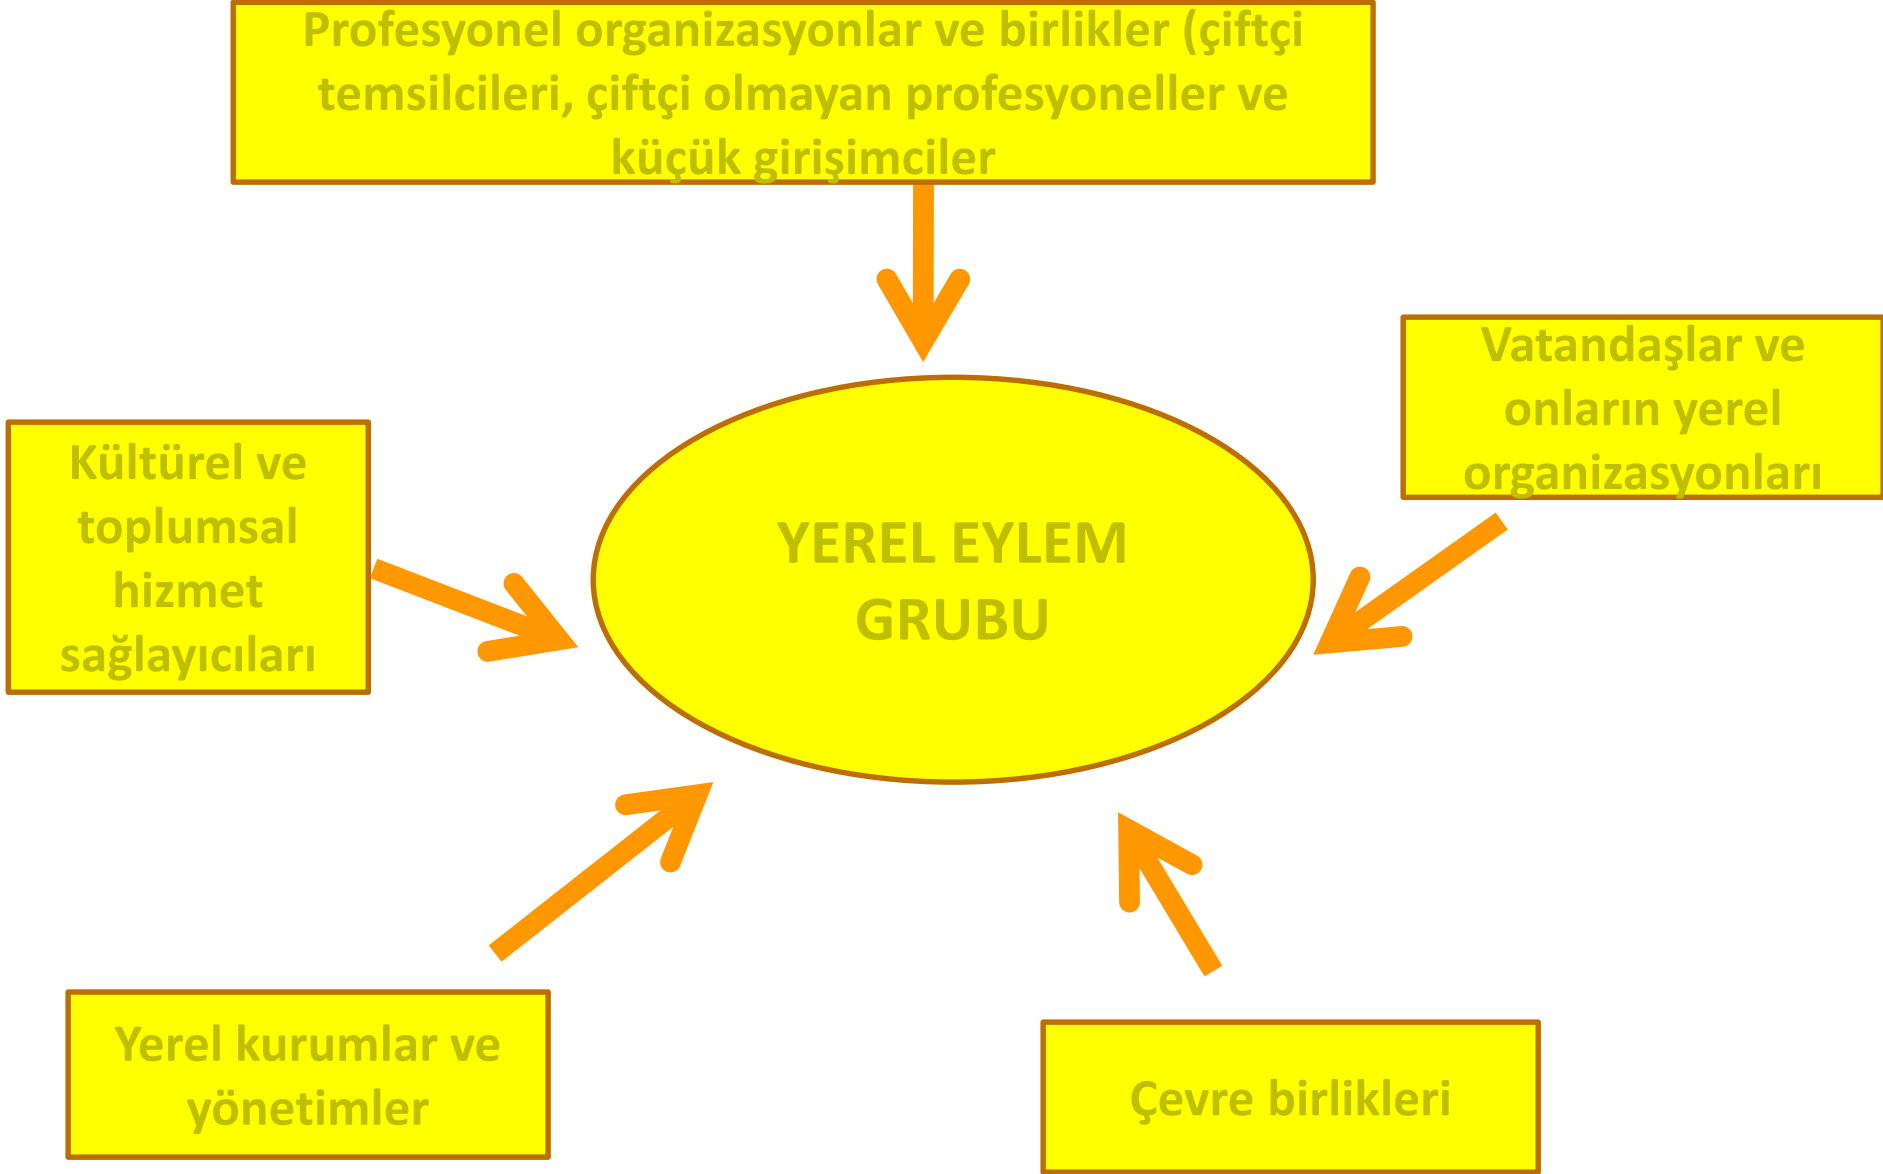 Profesyonel organizasyonlar ve birlikler (çiftçi
temsilcileri, çiftçi olmayan profesyoneller ve
küçük girişimciler
Vatandaşlar ve
onların yerel
organizasyonları
Kültürel ve
toplumsal
hizmet
sağlayıcıları
YEREL EYLEM
GRUBU
Yerel kurumlar ve
yönetimler
Çevre birlikleri